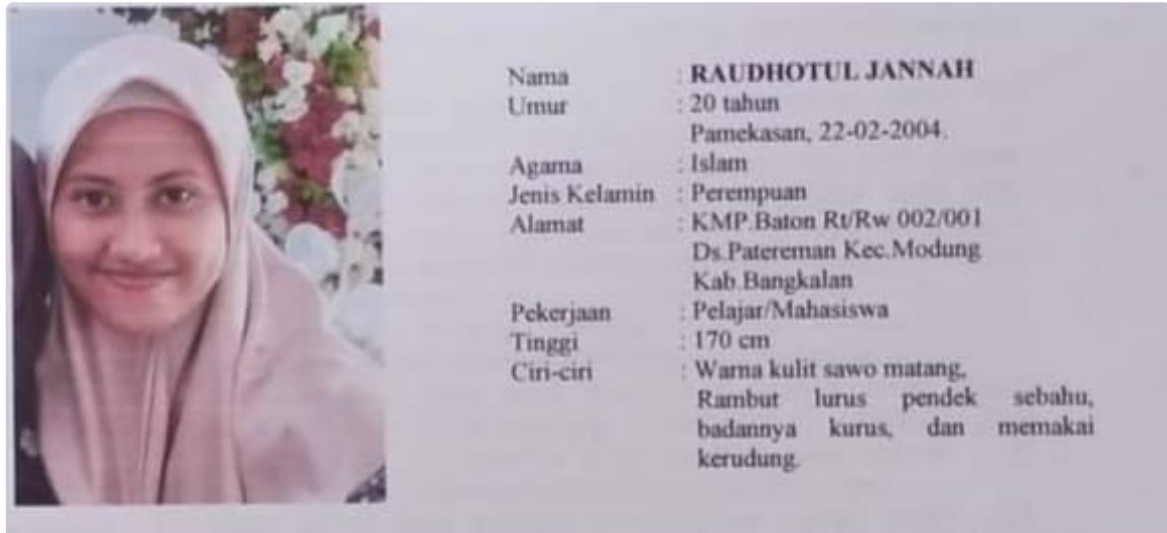 Nama : RAUDHOTUL JANNAH
Umur : 20 tahun
Pamekasan, 22-02-2004.
Agama : Islam
Jenis Kelamin : Perempuan
Alamat : KMP.Baton Rt/Rw 002/001
Ds.Patereman Kec.Modung
Kab.Bangkalan
Pekerjaan : Pelajar/Mahasiswa
Tinggi : 170 cm
Ciri-ciri : Warna kulit sawo matang,
Rambut lurus pendek sebahu,
badannya kurus, dan memakai
kerudung.